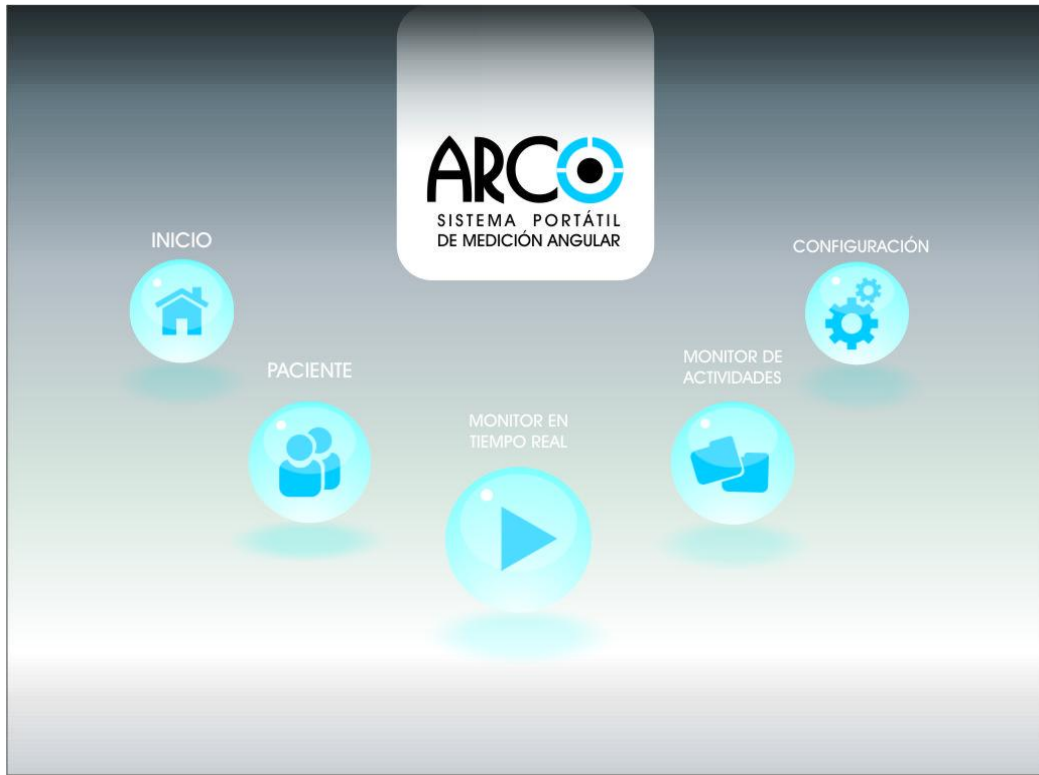 ARCO
SISTEMA PORTÁTIL
DE MEDICIÓN ANGULAR
INICIO
CONFIGURACIÓN
PACIENTE
MONITOR DE
ACTIVIDADES
MONITOR EN
TIEMPO REAL